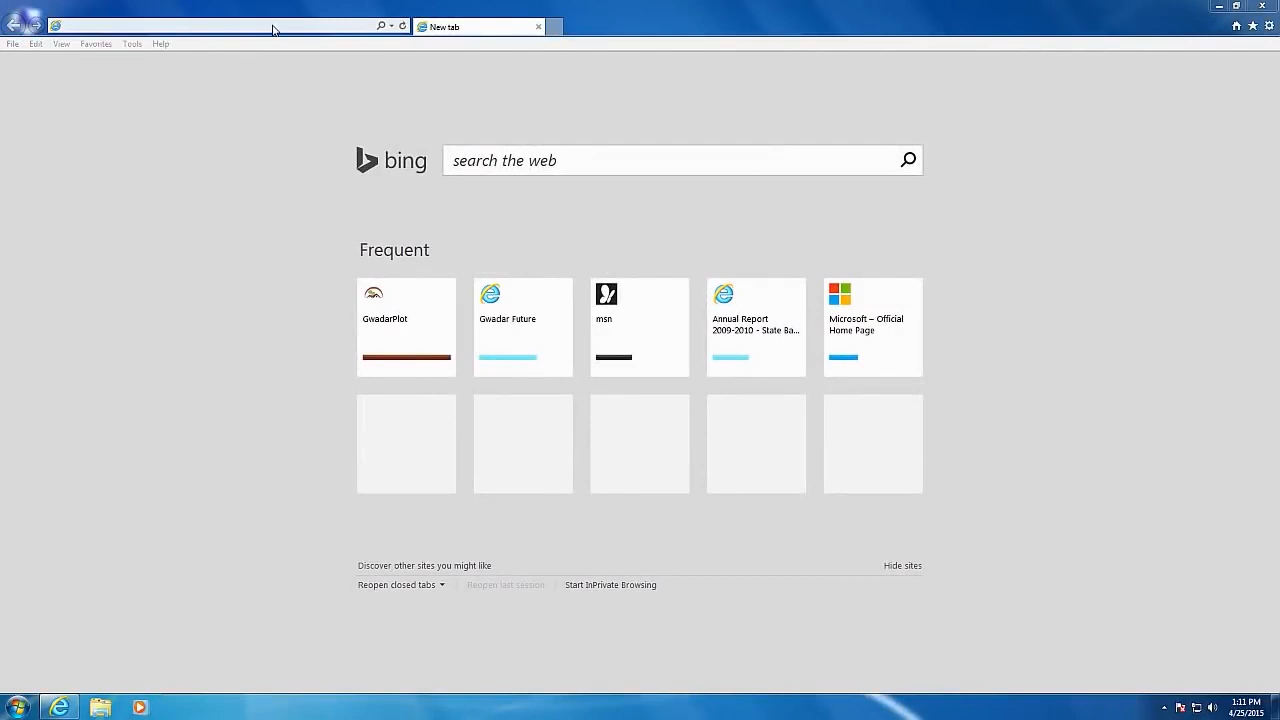 New tab
File Edit View Favorites Tools Help
bing search the web
Frequent
GwadarPlot
Gwadar Future
msn
Annual Report
2009-2010 - State Ba...
Microsoft – Official
Home Page
Discover other sites you might like
Hide sites
Reopen closed tabs
Reopen last session
Start InPrivate Browsing
1:11 PM
4/25/2015